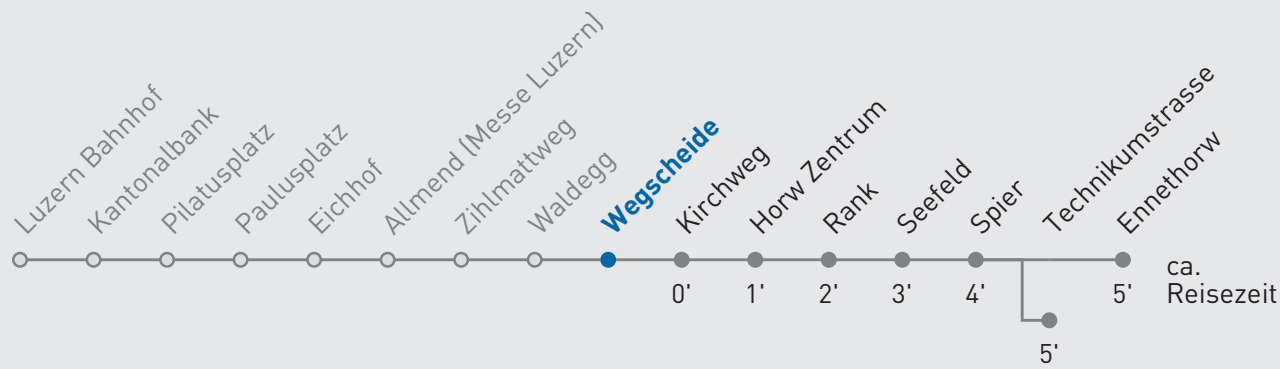 Luzern Bahnhof
Kantonalbank
Pilatusplatz
Paulusplatz
Eichhof
Allmend (Messe Luzern)
Zihlmattweg
Waldegg
Wegscheide
Kirchweg
Horw Zentrum
Rank
Seefeld
Spier
Technikumstrasse
Ennethorw
0' 1' 2' 3' 4' 5'
ca.
Reisezeit
5'